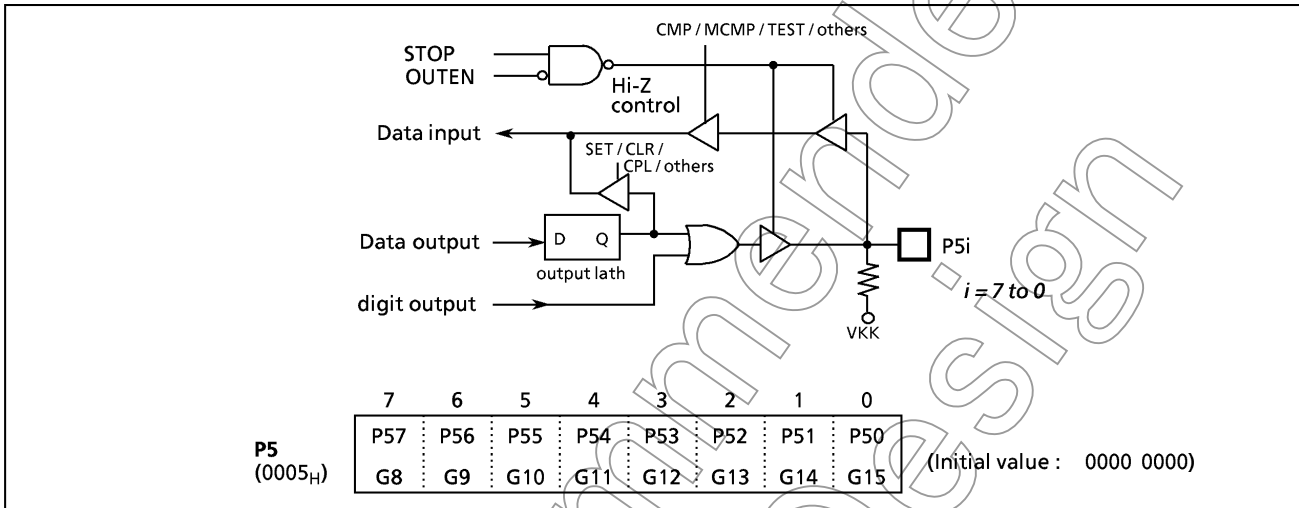 CMP / MCMP / TEST / others
STOP
OUTEN
Hi-Z
control
Data input
SET / CLR /
CPL / others
Data output
D Q
output lath
P5i
digit output
i = 7 to 0
VKK
7 6 5 4 3 2 1 0
P5
(0005H)
P57 P56 P55 P54 P53 P52 P51 P50
G8 G9 G10 G11 G12 G13 G14 G15
(Initial value : 0000 0000)